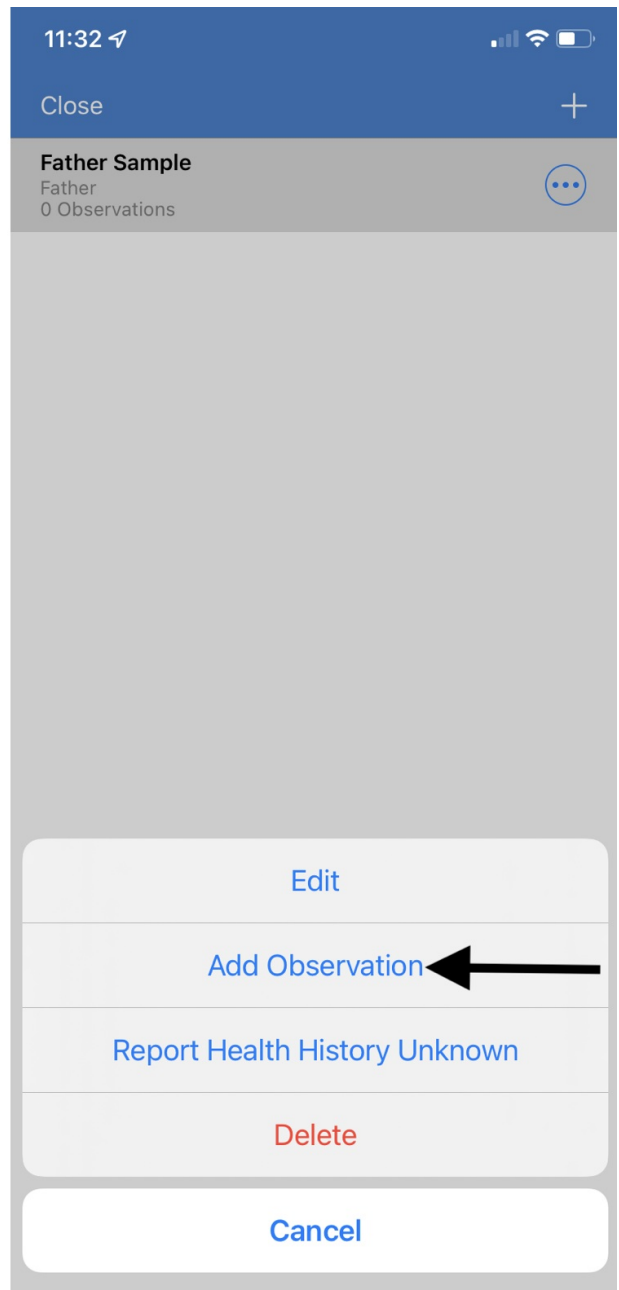 11:32
Close
Father Sample
Father
0 Observations
Edit
Add Observation
Report Health History Unknown
Delete
Cancel